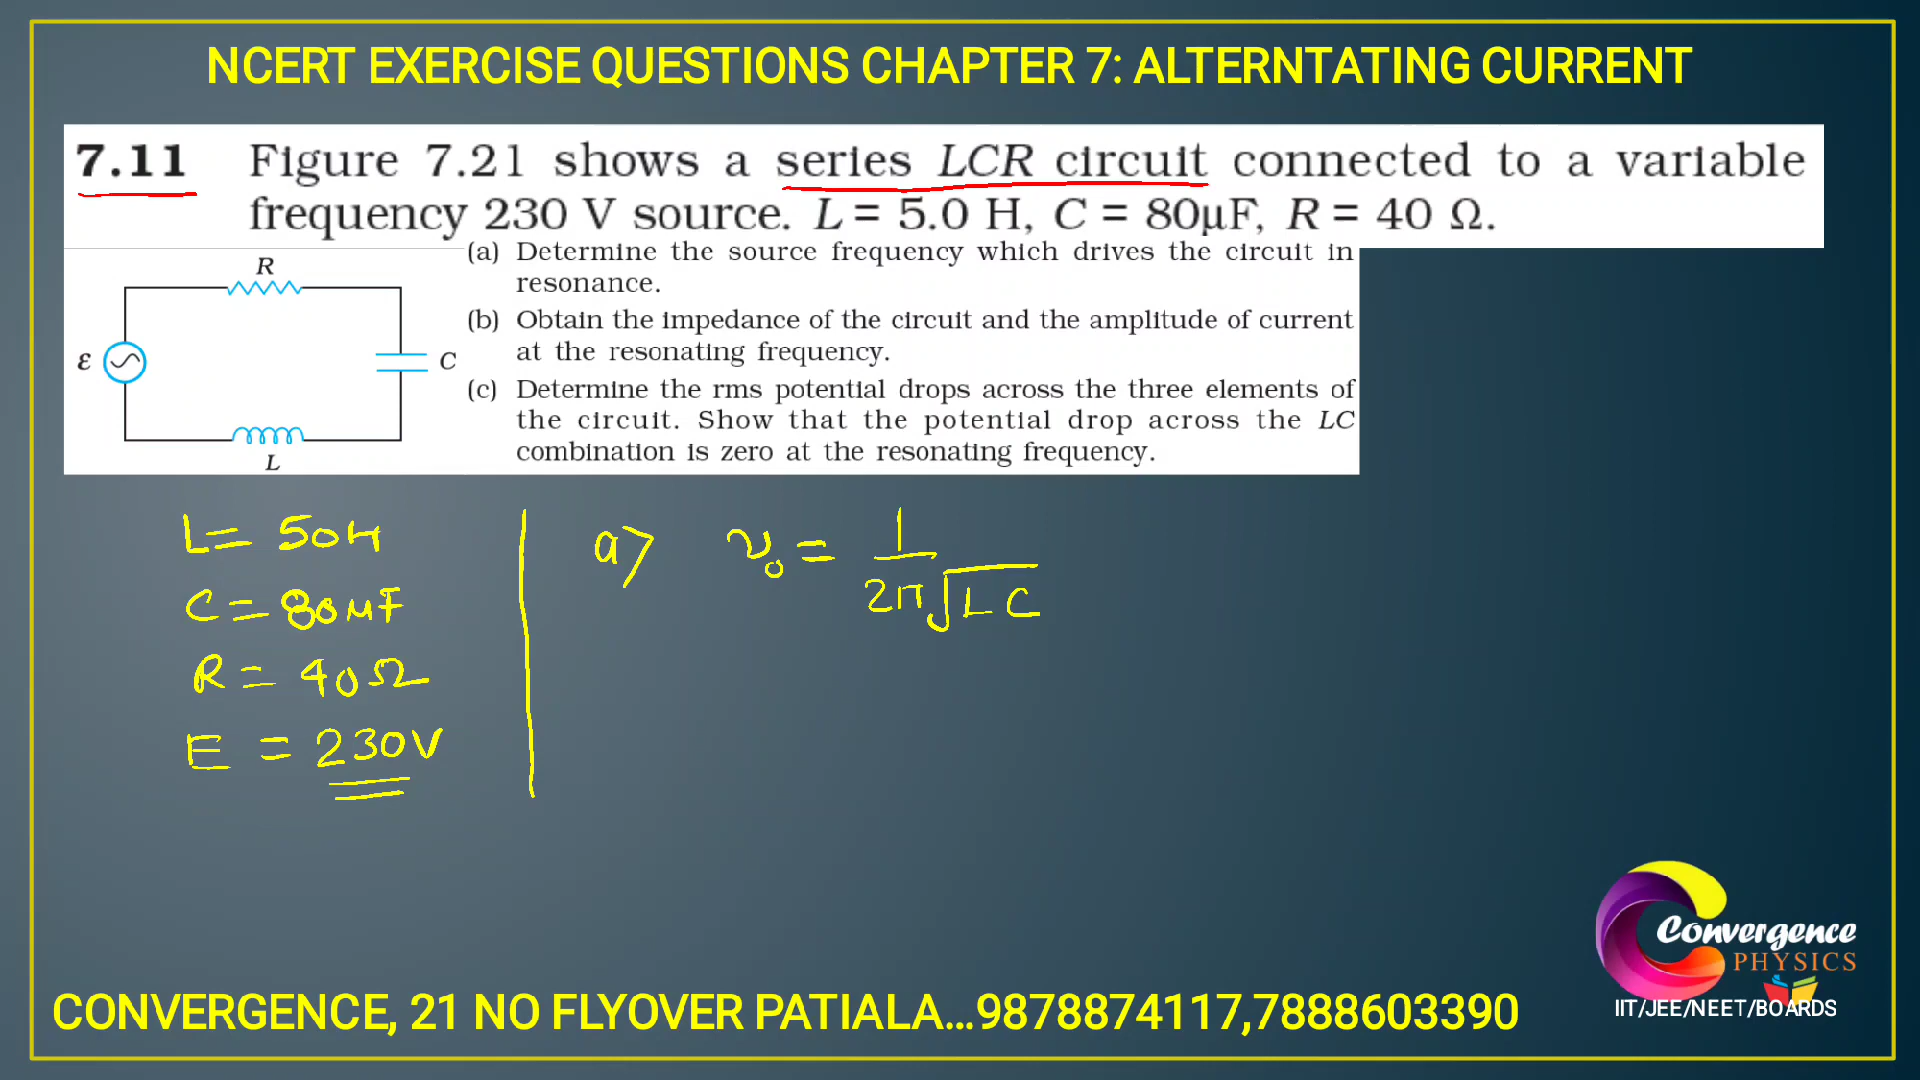 NCERT EXERCISE QUESTIONS CHAPTER 7: ALTERNTATING CURRENT
7.11 Figure 7.21 shows a series LCR circuit connected to a variable
frequency 230 V source. L = 5.0 H, C = 80μF, R = 40 Ω.
(a) Determine the source frequency which drives the circuit in
resonance.
(b) Obtain the impedance of the circuit and the amplitude of current
at the resonating frequency.
(c) Determine the rms potential drops across the three elements of
the circuit. Show that the potential drop across the LC
combination is zero at the resonating frequency.
R
ε
C
L
L = 50H
C = 80μF
R = 40Ω
E = 230V
a) ν₀ = 1/2π√LC
Convergence
PHYSICS
IIT/JEE/NEET/BOARDS
CONVERGENCE, 21 NO FLYOVER PATIALA...9878874117,7888603390